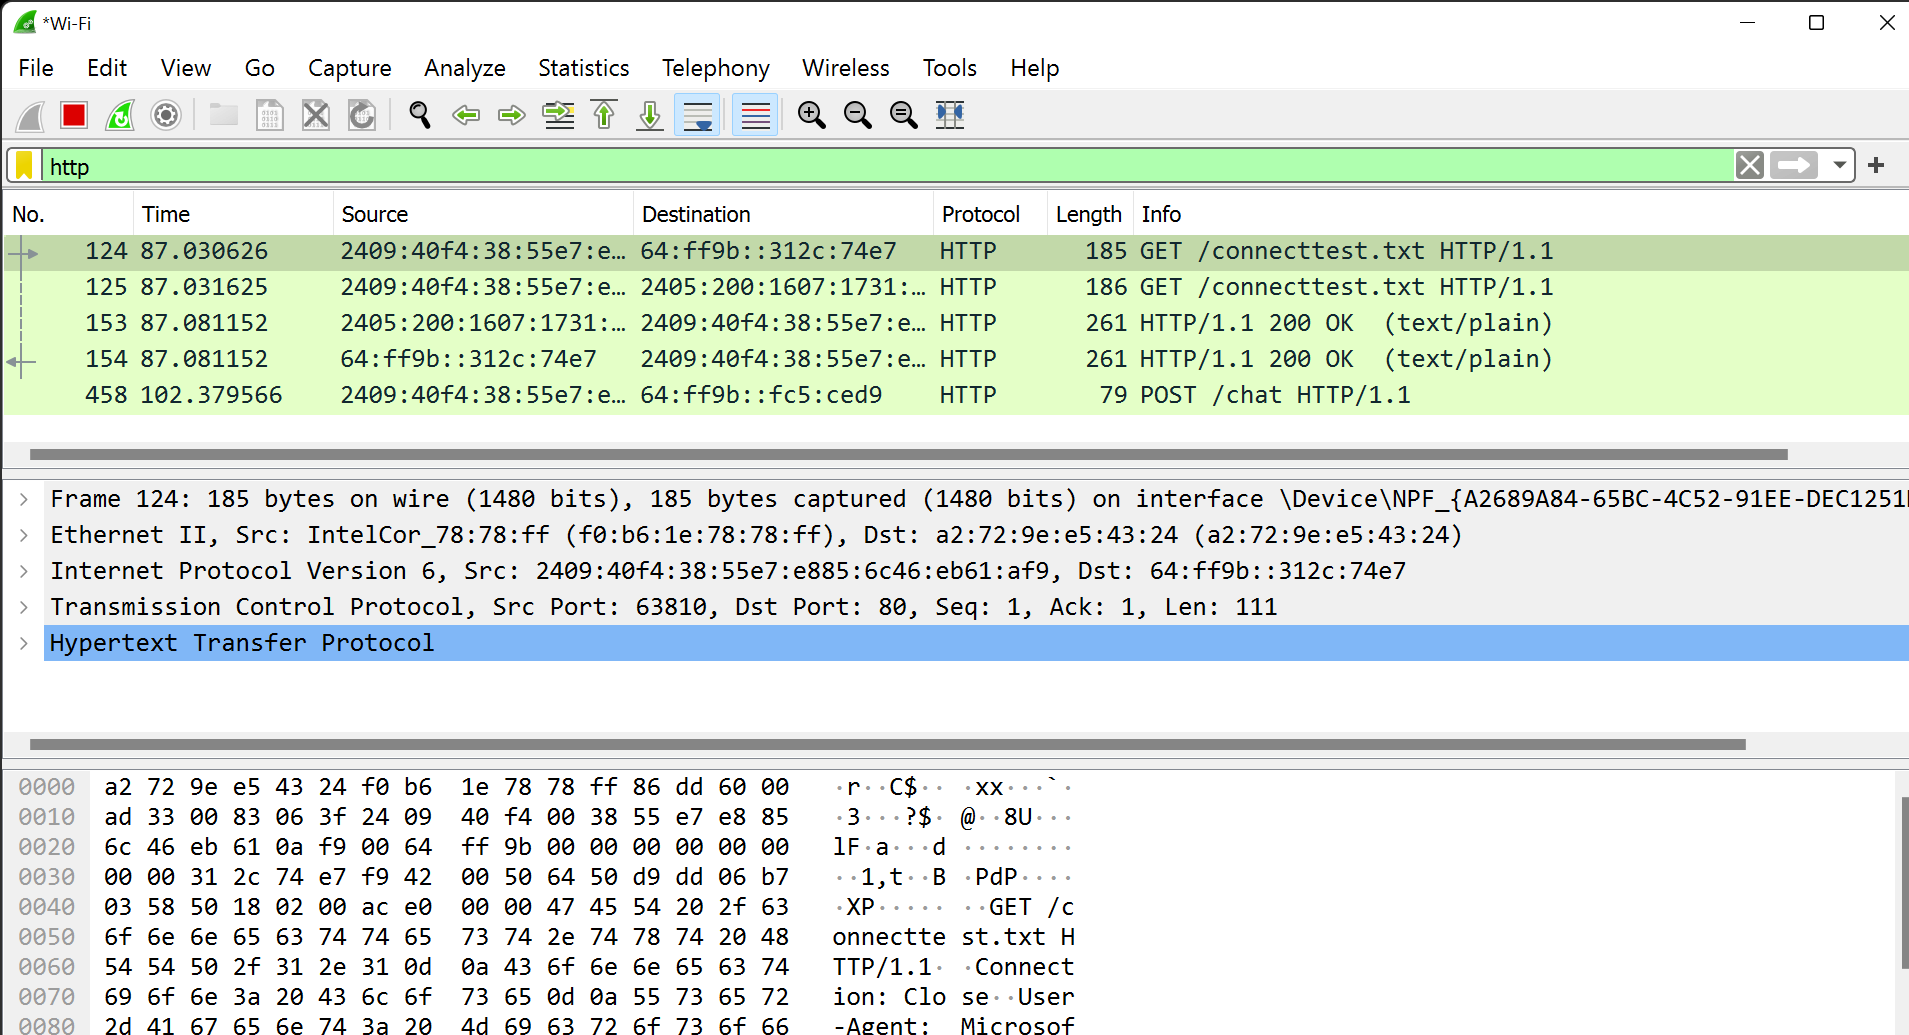 *Wi-Fi
File Edit View Go Capture Analyze Statistics Telephony Wireless Tools Help
http
No. Time Source Destination Protocol Length Info
124 87.030626 2409:40f4:38:55e7:e… 64:ff9b::312c:74e7 HTTP 185 GET /connecttest.txt HTTP/1.1
125 87.031625 2409:40f4:38:55e7:e… 2405:200:1607:1731:… HTTP 186 GET /connecttest.txt HTTP/1.1
153 87.081152 2405:200:1607:1731:… 2409:40f4:38:55e7:e… HTTP 261 HTTP/1.1 200 OK  (text/plain)
154 87.081152 64:ff9b::312c:74e7 2409:40f4:38:55e7:e… HTTP 261 HTTP/1.1 200 OK  (text/plain)
458 102.379566 2409:40f4:38:55e7:e… 64:ff9b::fc5:ced9 HTTP 79 POST /chat HTTP/1.1
Frame 124: 185 bytes on wire (1480 bits), 185 bytes captured (1480 bits) on interface \Device\NPF_{A2689A84-65BC-4C52-91EE-DEC1251
Ethernet II, Src: IntelCor_78:78:ff (f0:b6:1e:78:78:ff), Dst: a2:72:9e:e5:43:24 (a2:72:9e:e5:43:24)
Internet Protocol Version 6, Src: 2409:40f4:38:55e7:e885:6c46:eb61:af9, Dst: 64:ff9b::312c:74e7
Transmission Control Protocol, Src Port: 63810, Dst Port: 80, Seq: 1, Ack: 1, Len: 111
Hypertext Transfer Protocol
0000 a2 72 9e e5 43 24 f0 b6 1e 78 78 ff 86 dd 60 00 ·r··C$·· ·xx···`·
0010 ad 33 00 83 06 3f 24 09 40 f4 00 38 55 e7 e8 85 ·3···?$· @··8U···
0020 6c 46 eb 61 0a f9 00 64 ff 9b 00 00 00 00 00 00 lF·a···d ········
0030 00 00 31 2c 74 e7 f9 42 00 50 64 50 d9 dd 06 b7 ··1,t··B ·PdP····
0040 03 58 50 18 02 00 ac e0 00 00 47 45 54 20 2f 63 ·XP····· ··GET /c
0050 6f 6e 6e 65 63 74 74 65 73 74 2e 74 78 74 20 48 onnectte st.txt H
0060 54 54 50 2f 31 2e 31 0d 0a 43 6f 6e 6e 65 63 74 TTP/1.1· ·Connect
0070 69 6f 6e 3a 20 43 6c 6f 73 65 0d 0a 55 73 65 72 ion: Clo se··User
0080 2d 41 67 65 6e 74 3a 20 4d 69 63 72 6f 73 6f 66 -Agent:  Microsof